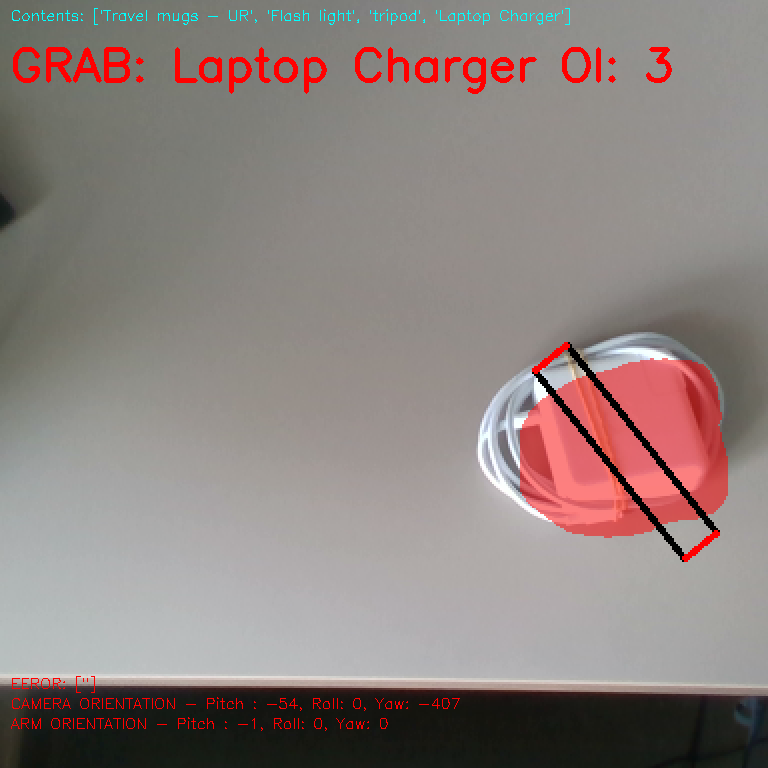 Contents: ['Travel mugs – UR', 'Flash light', 'tripod', 'Laptop Charger']
GRAB: Laptop Charger OI: 3
EEROR: ['']
CAMERA ORIENTATION – Pitch : –54, Roll: 0, Yaw: –407
ARM ORIENTATION – Pitch : –1, Roll: 0, Yaw: 0